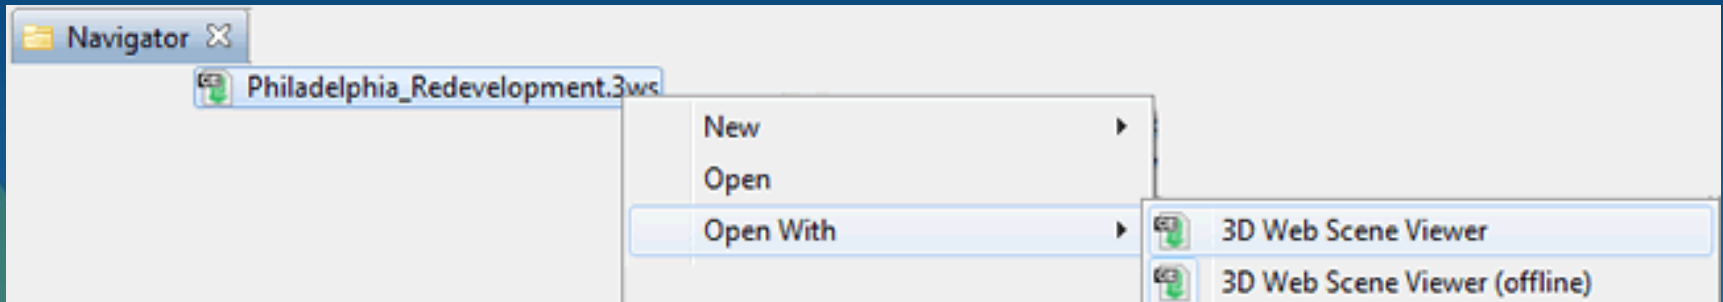 Navigator
Philadelphia_Redevelopment.3ws
New
Open
Open With
3D Web Scene Viewer
3D Web Scene Viewer (offline)